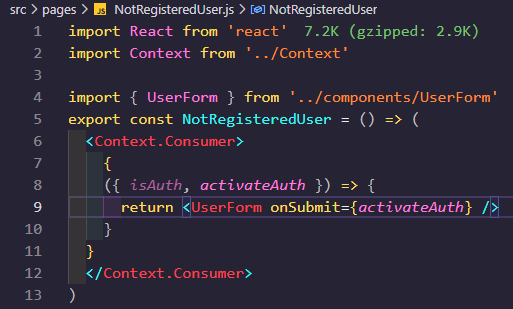 src > pages > JS NotRegisteredUser.js > NotRegisteredUser
1 import React from 'react' 7.2K (gzipped: 2.9K)
2 import Context from '../Context'
3
4 import { UserForm } from '../components/UserForm'
5 export const NotRegisteredUser = () => (
6 <Context.Consumer>
7 {
8 ({ isAuth, activateAuth }) => {
9 return <UserForm onSubmit={activateAuth} />
10 }
11 }
12 </Context.Consumer>
13 )